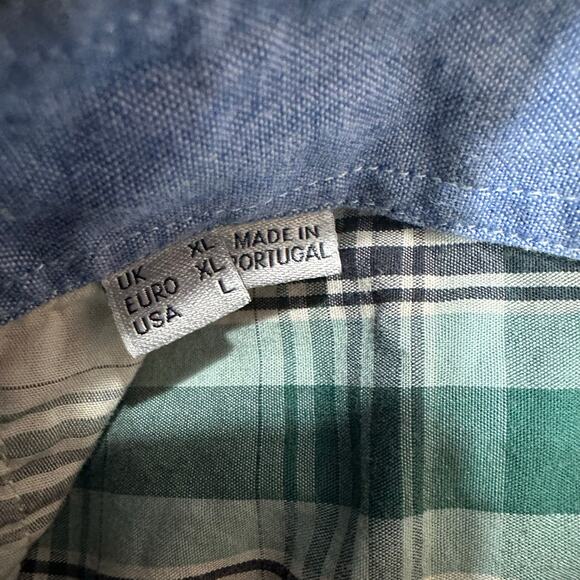 UK XL
EURO XL
USA L
MADE IN
PORTUGAL